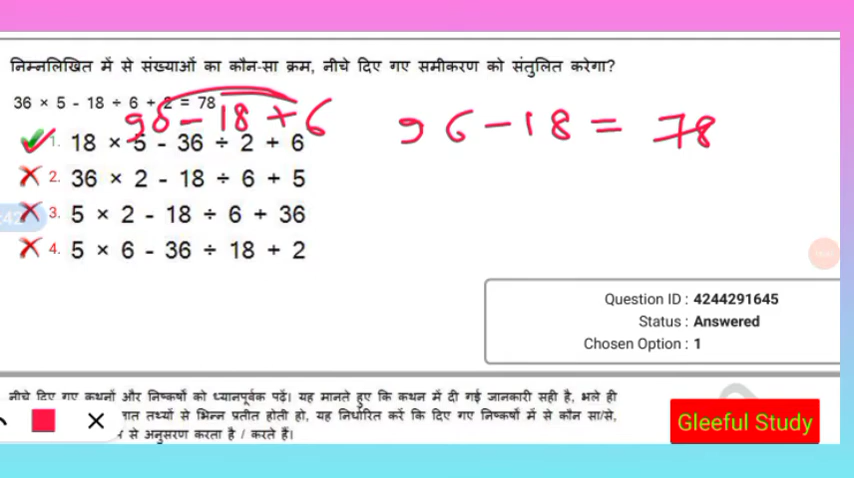 निम्नलिखित में से संख्याओं का कौन-सा क्रम, नीचे दिए गए समीकरण को संतुलित करेगा?
36 × 5 - 18 ÷ 6 + 2 = 78
90 - 18 + 6
96 - 18 = 78
1. 18 × 5 - 36 ÷ 2 + 6
2. 36 × 2 - 18 ÷ 6 + 5
3. 5 × 2 - 18 ÷ 6 + 36
4. 5 × 6 - 36 ÷ 18 + 2
Question ID : 4244291645
Status : Answered
Chosen Option : 1
नीचे दिए गए कथनों और निष्कर्षों को ध्यानपूर्वक पढ़ें। यह मानते हुए कि कथन में दी गई जानकारी सही है, भले ही
तथ्यों से भिन्न प्रतीत होती हो, यह निर्धारित करें कि दिए गए निष्कर्षों में से कौन सा/से,
से अनुसरण करता है / करते हैं।
Gleeful Study